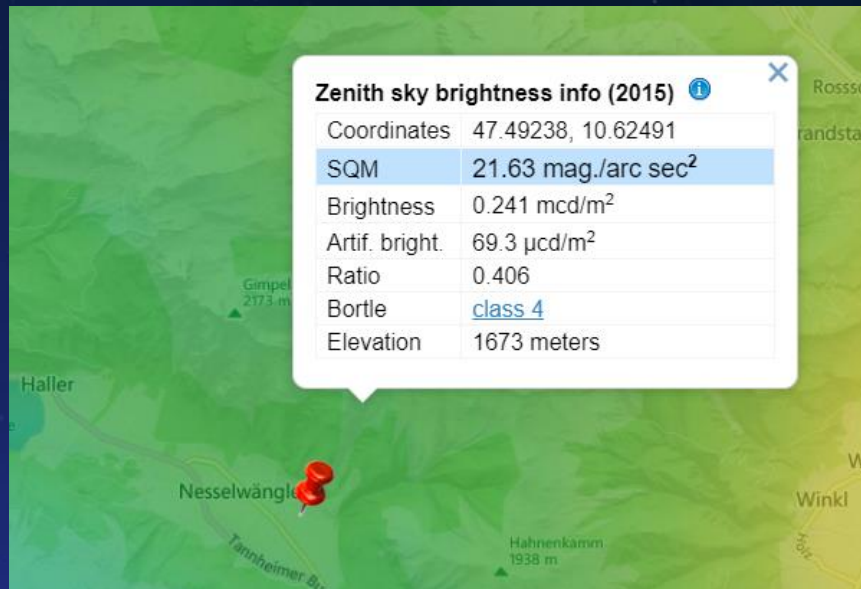 Zenith sky brightness info (2015)
Coordinates 47.49238, 10.62491
SQM 21.63 mag./arc sec²
Brightness 0.241 mcd/m²
Artif. bright. 69.3 μcd/m²
Ratio 0.406
Bortle class 4
Elevation 1673 meters
Gimpel
2173 m
Haller
Nesselwängle
Tannheimer
Hahnenkamm
1938 m
Winkl